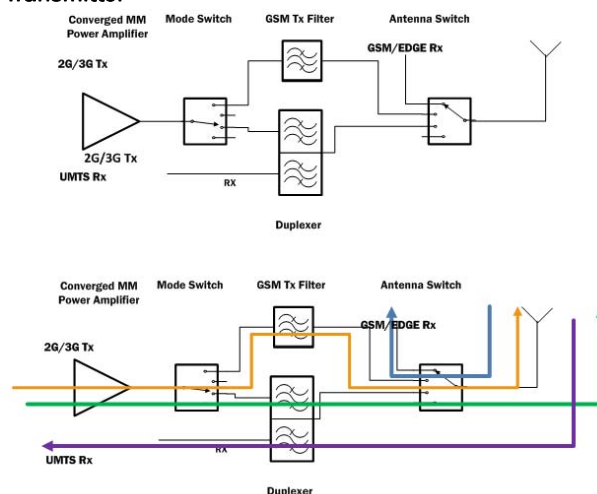 Converged MM Mode Switch GSM Tx Filter Antenna Switch
Power Amplifier
2G/3G Tx
GSM/EDGE Rx
2G/3G Tx
UMTS Rx
RX
Duplexer
Converged MM Mode Switch GSM Tx Filter Antenna Switch
Power Amplifier
GSM/EDGE Rx
2G/3G Tx
RX
UMTS Rx
Duplexer